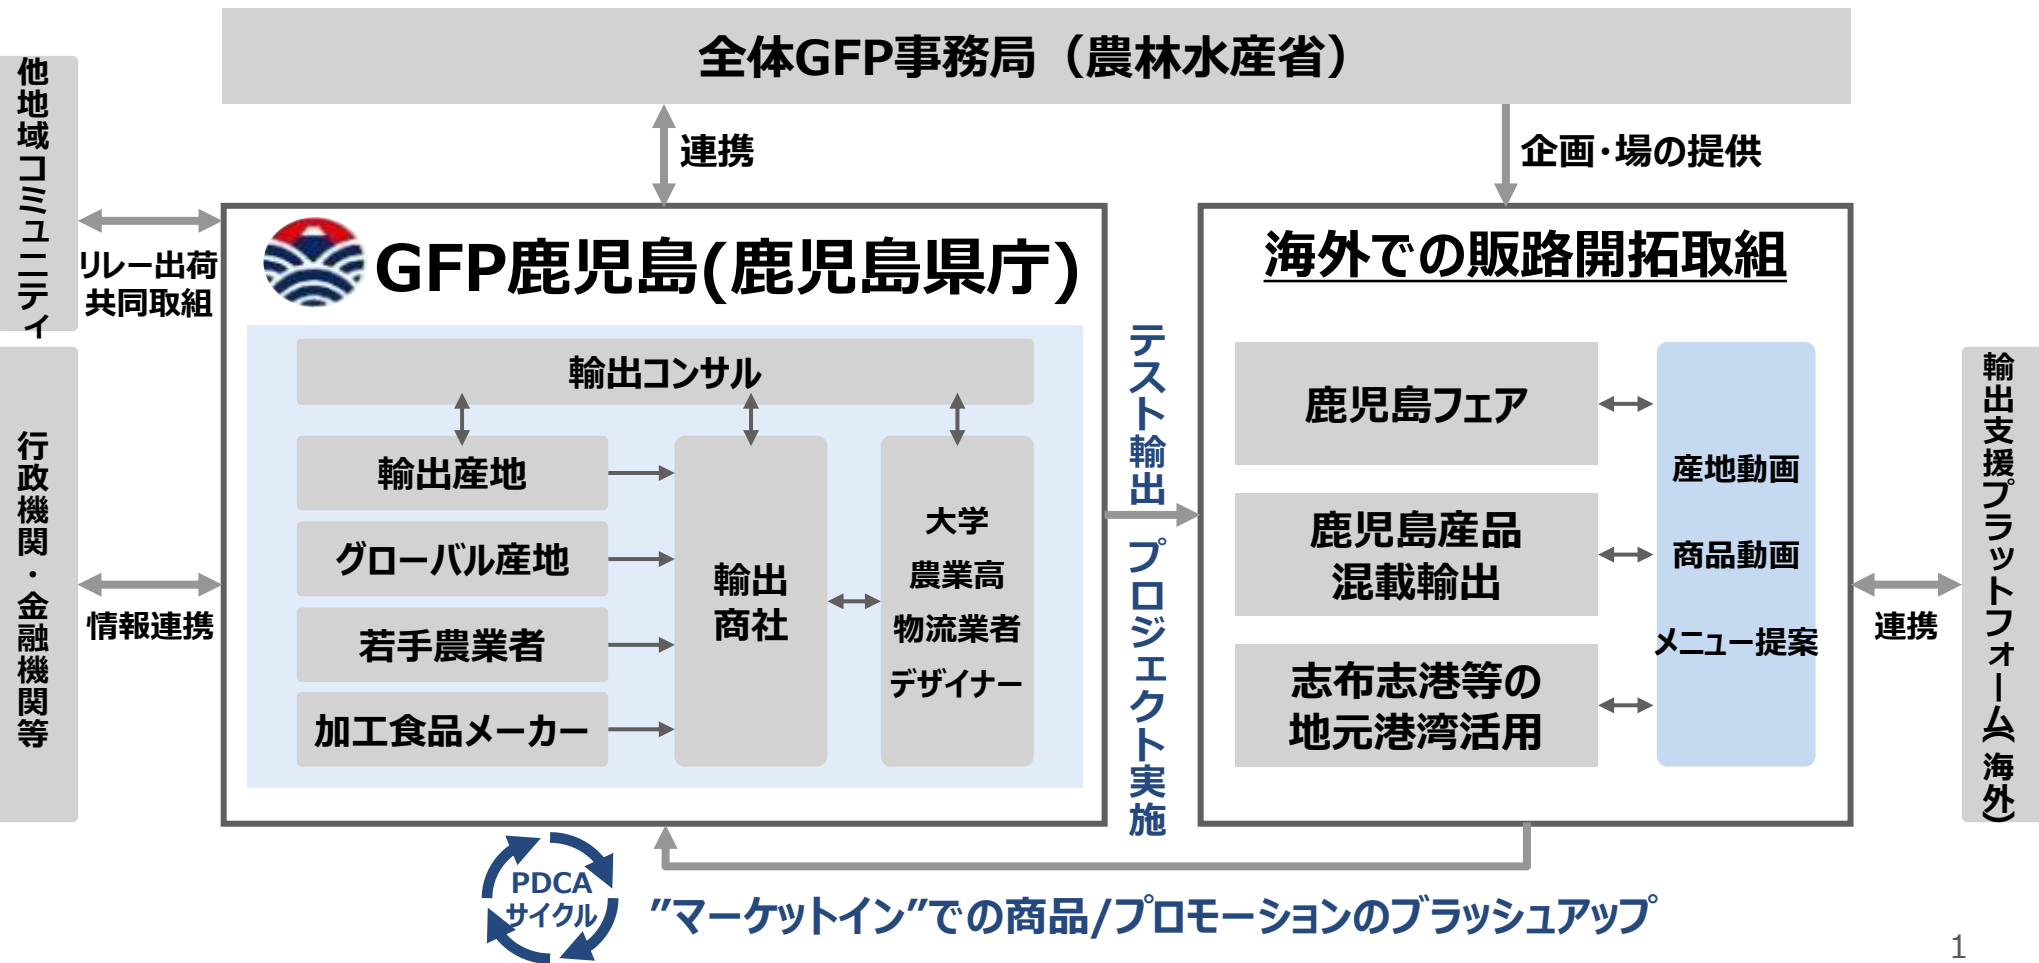 全体GFP事務局（農林水産省）
連携
企画・場の提供
他地域コミュニティ
リレー出荷
共同取組
行政機関・金融機関等
情報連携
GFP鹿児島(鹿児島県庁)
輸出コンサル
輸出産地
グローバル産地
若手農業者
加工食品メーカー
輸出
商社
大学
農業高
物流業者
デザイナー
テスト輸出 プロジェクト実施
海外での販路開拓取組
鹿児島フェア
鹿児島産品
混載輸出
志布志港等の
地元港湾活用
産地動画
商品動画
メニュー提案
連携
輸出支援プラットフォーム(海外)
PDCA
サイクル
”マーケットイン”での商品/プロモーションのブラッシュアップ
1